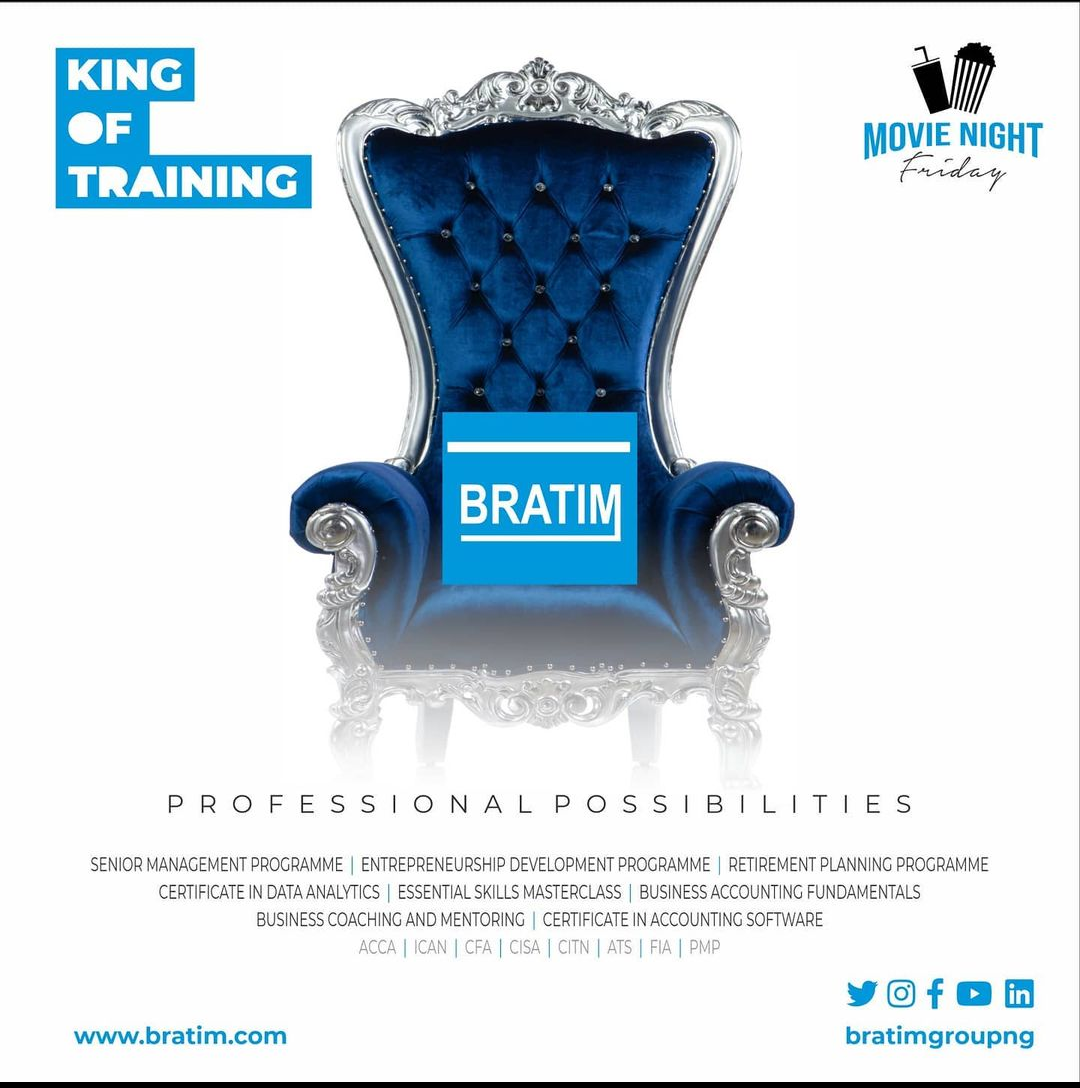 KING
OF
TRAINING
MOVIE NIGHT
Friday
BRATIM
PROFESSIONAL POSSIBILITIES
SENIOR MANAGEMENT PROGRAMME | ENTREPRENEURSHIP DEVELOPMENT PROGRAMME | RETIREMENT PLANNING PROGRAMME
CERTIFICATE IN DATA ANALYTICS | ESSENTIAL SKILLS MASTERCLASS | BUSINESS ACCOUNTING FUNDAMENTALS
BUSINESS COACHING AND MENTORING | CERTIFICATE IN ACCOUNTING SOFTWARE
ACCA | ICAN | CFA | CISA | CITN | ATS | FIA | PMP
www.bratim.com
bratimgroupng